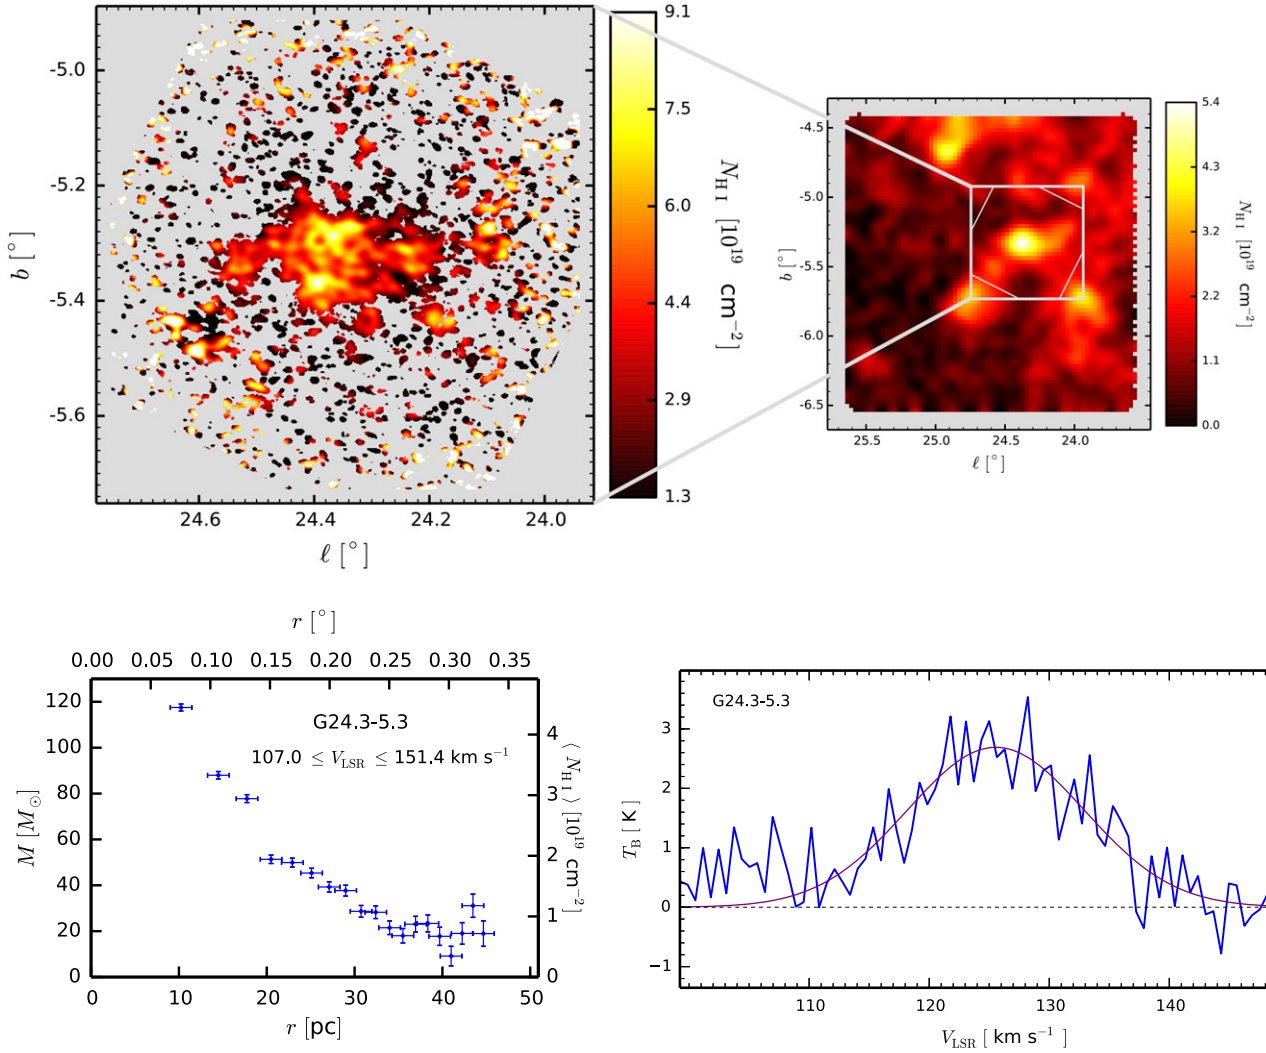 -5.0
-5.2
-5.4
-5.6
b [°]
24.6
24.4
24.2
24.0
ℓ [°]
9.1
7.5
6.0
4.4
2.9
1.3
N_H I [10^19 cm^−2]
-4.5
-5.0
-5.5
-6.0
-6.5
b [°]
25.5
25.0
24.5
24.0
ℓ [°]
5.4
4.3
3.2
2.2
1.1
0.0
N_H I [10^19 cm^−2]
r [°]
0.00 0.05 0.10 0.15 0.20 0.25 0.30 0.35
120
100
80
60
40
20
0
M [M_⊙]
G24.3-5.3
107.0 ≤ V_LSR ≤ 151.4 km s^−1
4
3
2
1
0
⟨ N_H I ⟩ [10^19 cm^−2]
0 10 20 30 40 50
r [pc]
G24.3-5.3
3
2
1
0
−1
T_B [ K]
110 120 130 140
V_LSR [ km s^−1 ]